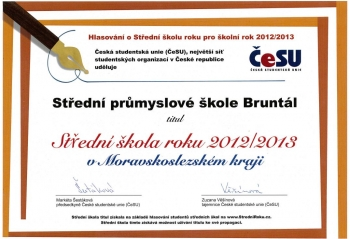 Hlasování o Střední školu roku pro školní rok 2012/2013
Česká studentská unie (ČeSU), největší síť
studentských organizací v České republice
uděluje
ČeSU
ČESKÁ STUDENTSKÁ UNIE
Střední průmyslové škole Bruntál
titul
Střední škola roku 2012/2013
v Moravskoslezském kraji
Markéta Šestáková
předsedkyně České studentské unie (ČeSU)
Zuzana Vášinová
tajemnice České studentské unie (ČeSU)
Střední škola titul získala na základě hlasování studentů středních škol na www.StredniRoku.cz.
Střední škola tímto získává možnost užívat titulu ke své propagaci.